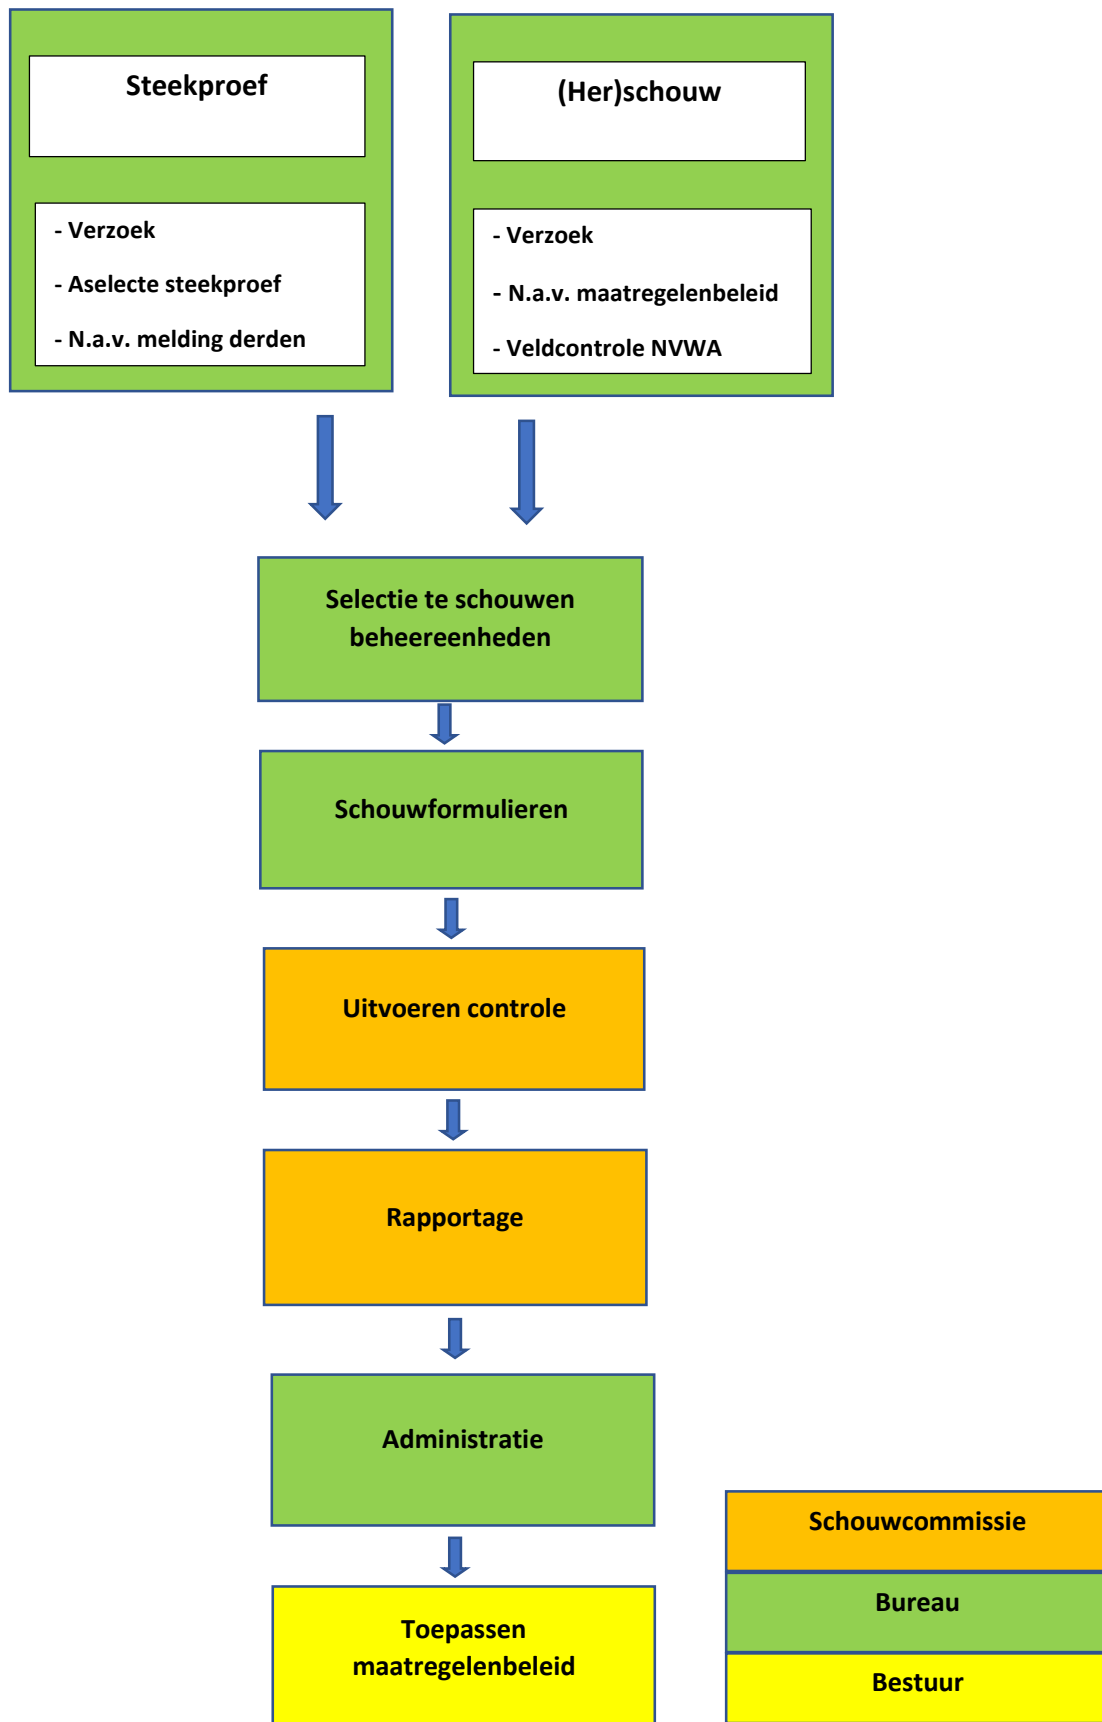 Steekproef
- Verzoek
- Aselecte steekproef
- N.a.v. melding derden
(Her)schouw
- Verzoek
- N.a.v. maatregelenbeleid
- Veldcontrole NVWA
Selectie te schouwen
beheereenheden
Schouwformulieren
Uitvoeren controle
Rapportage
Administratie
Toepassen
maatregelenbeleid
Schouwcommissie
Bureau
Bestuur